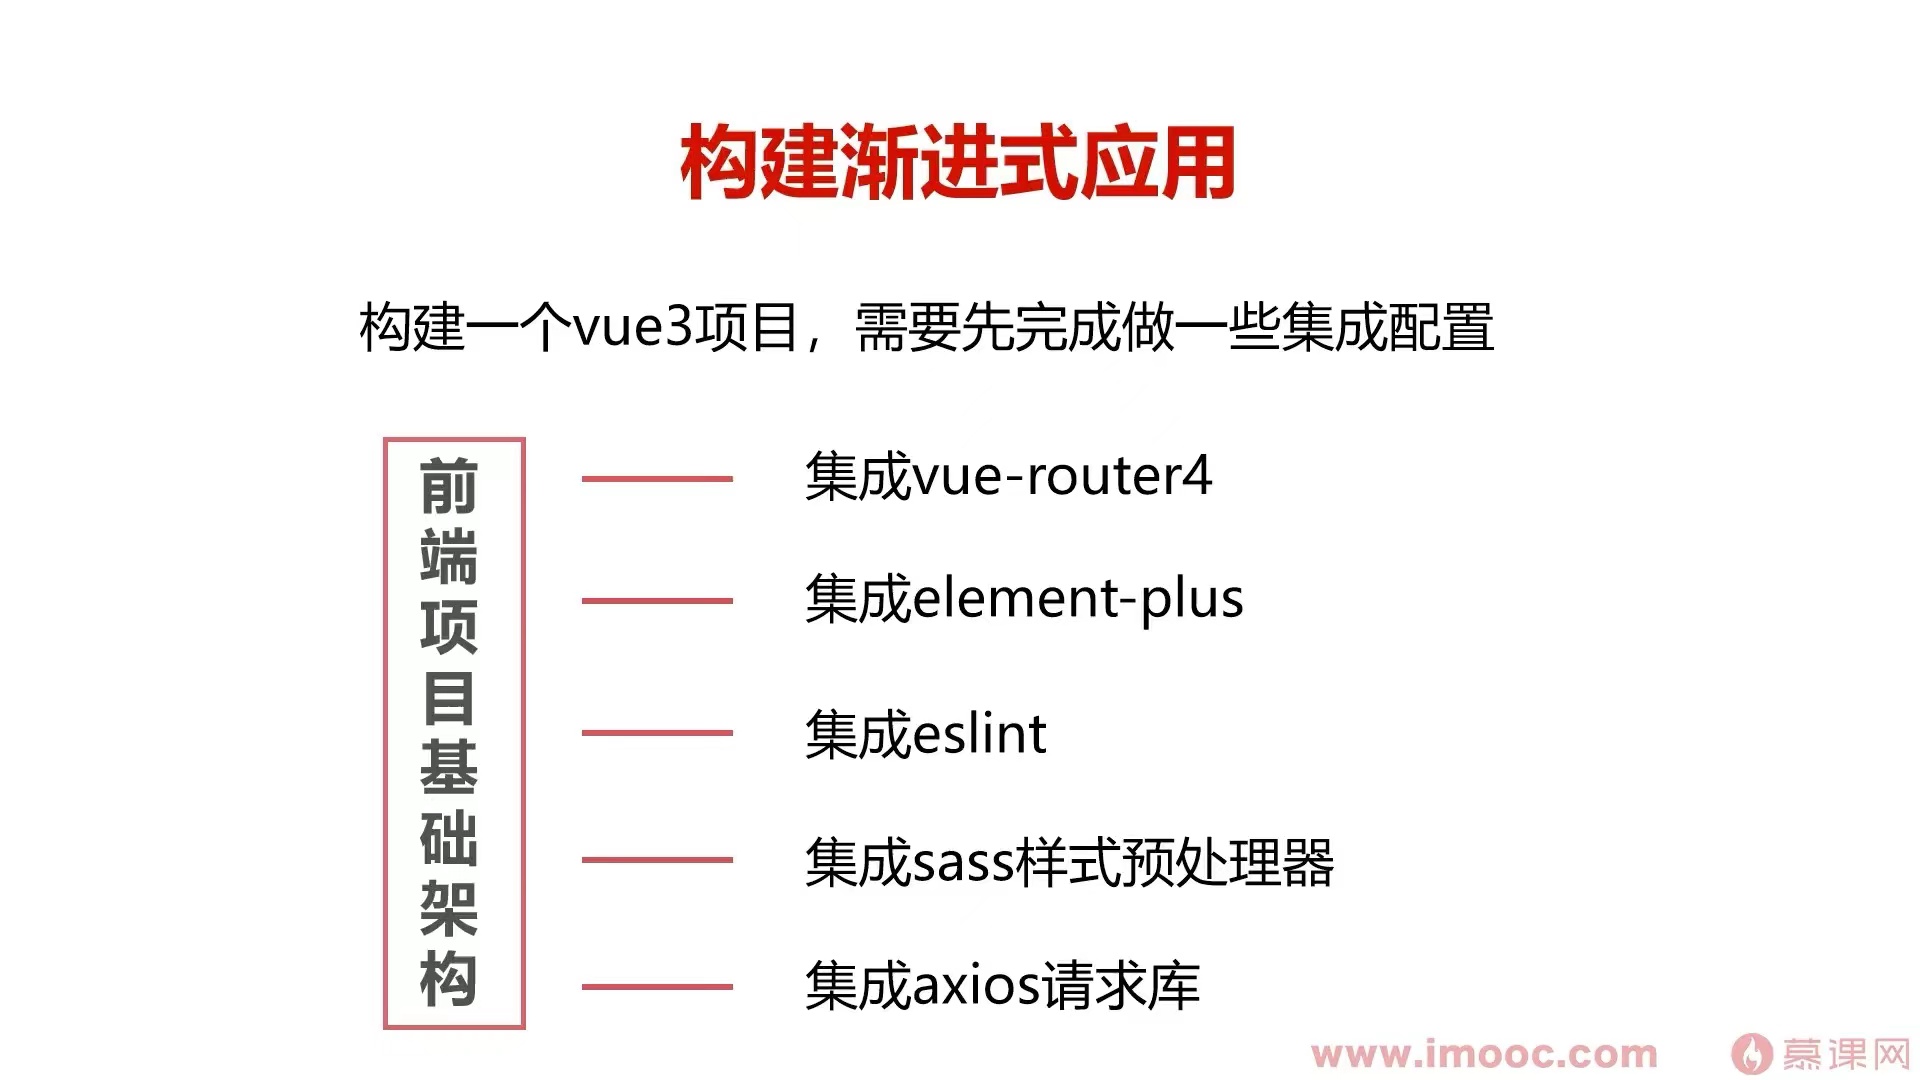 构建渐进式应用
构建一个vue3项目，需要先完成做一些集成配置
前端项目基础架构
集成vue-router4
集成element-plus
集成eslint
集成sass样式预处理器
集成axios请求库
www.imooc.com
慕课网